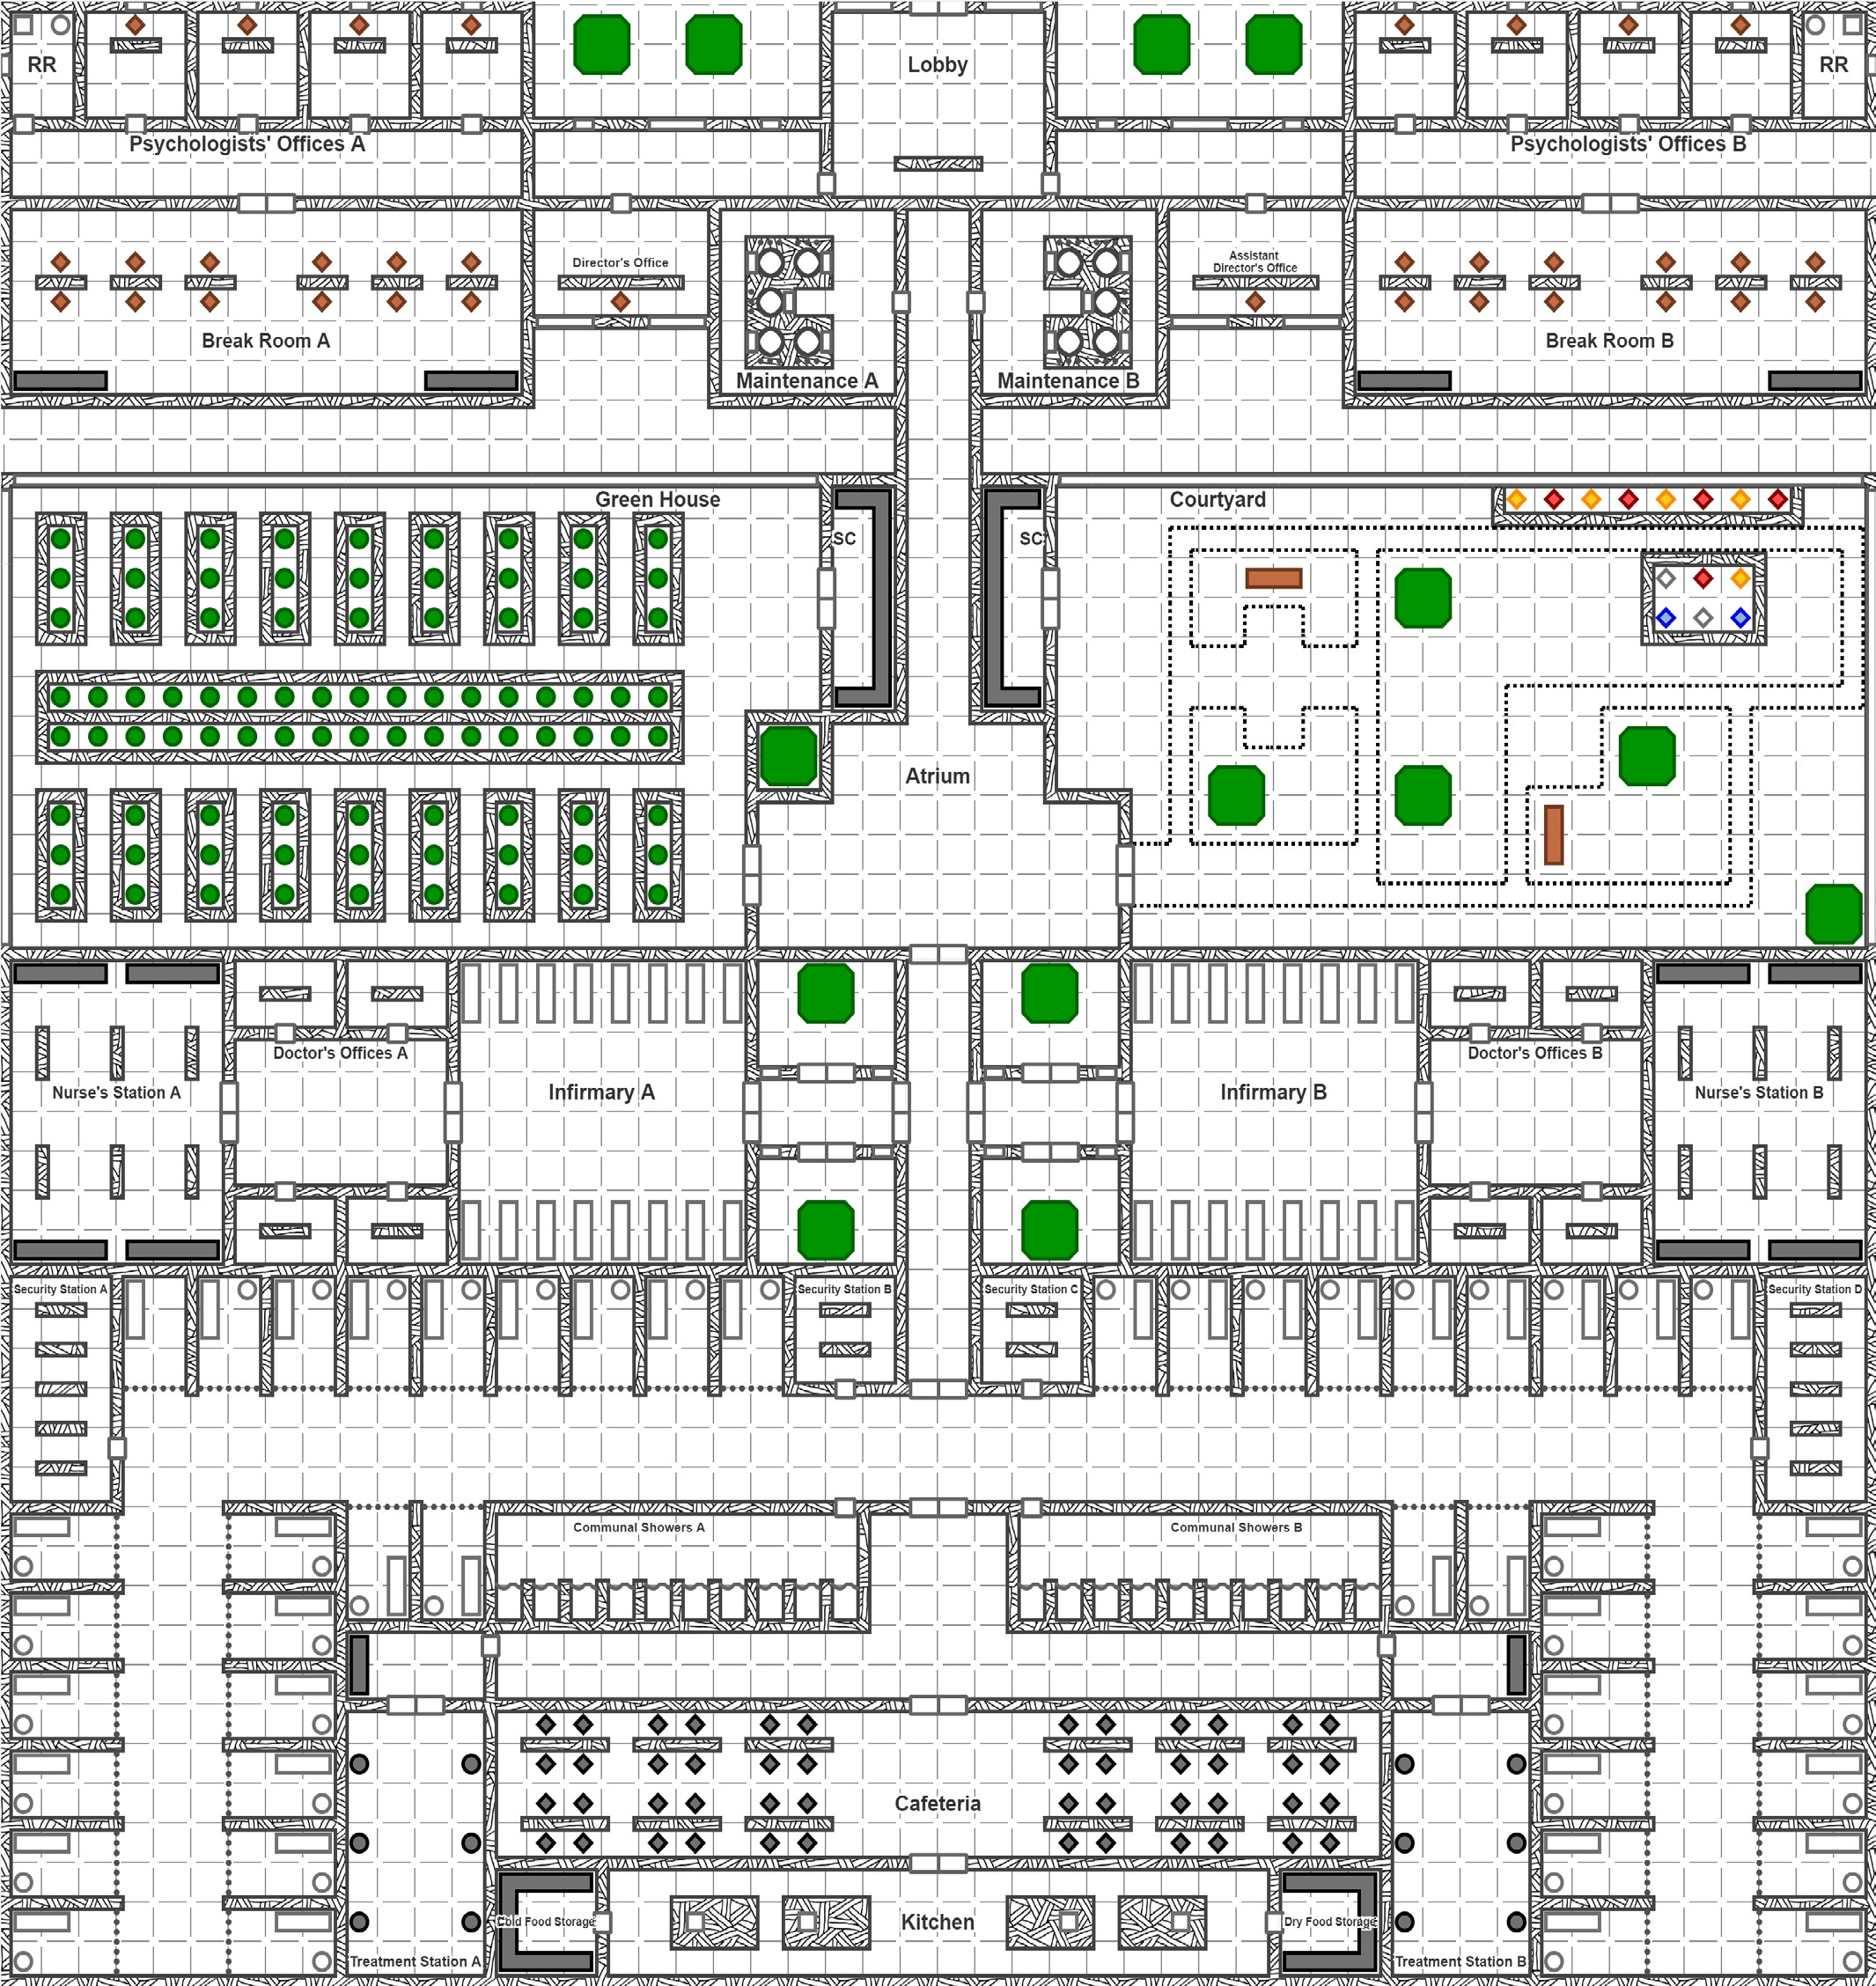 RR
Lobby
RR
Psychologists' Offices A
Psychologists' Offices B
Director's Office
Assistant
Director's Office
Break Room A
Break Room B
Maintenance A
Maintenance B
Green House
Courtyard
SC
SC
Atrium
Doctor's Offices A
Doctor's Offices B
Nurse's Station A
Infirmary A
Infirmary B
Nurse's Station B
Security Station A
Security Station B
Security Station C
Security Station D
Communal Showers A
Communal Showers B
Cafeteria
Cold Food Storage
Kitchen
Dry Food Storage
Treatment Station A
Treatment Station B